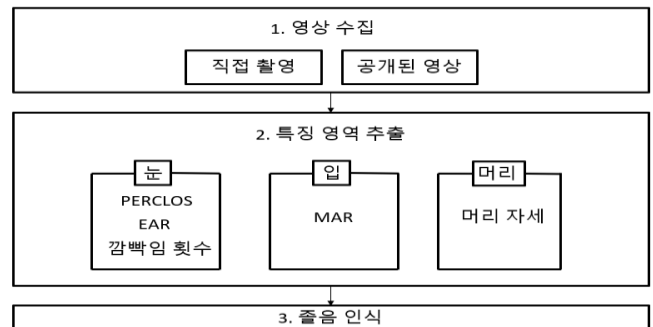 1. 영상 수집
직접 촬영
공개된 영상
2. 특징 영역 추출
눈
PERCLOS
EAR
깜빡임 횟수
입
MAR
머리
머리 자세
3. 졸음 인식